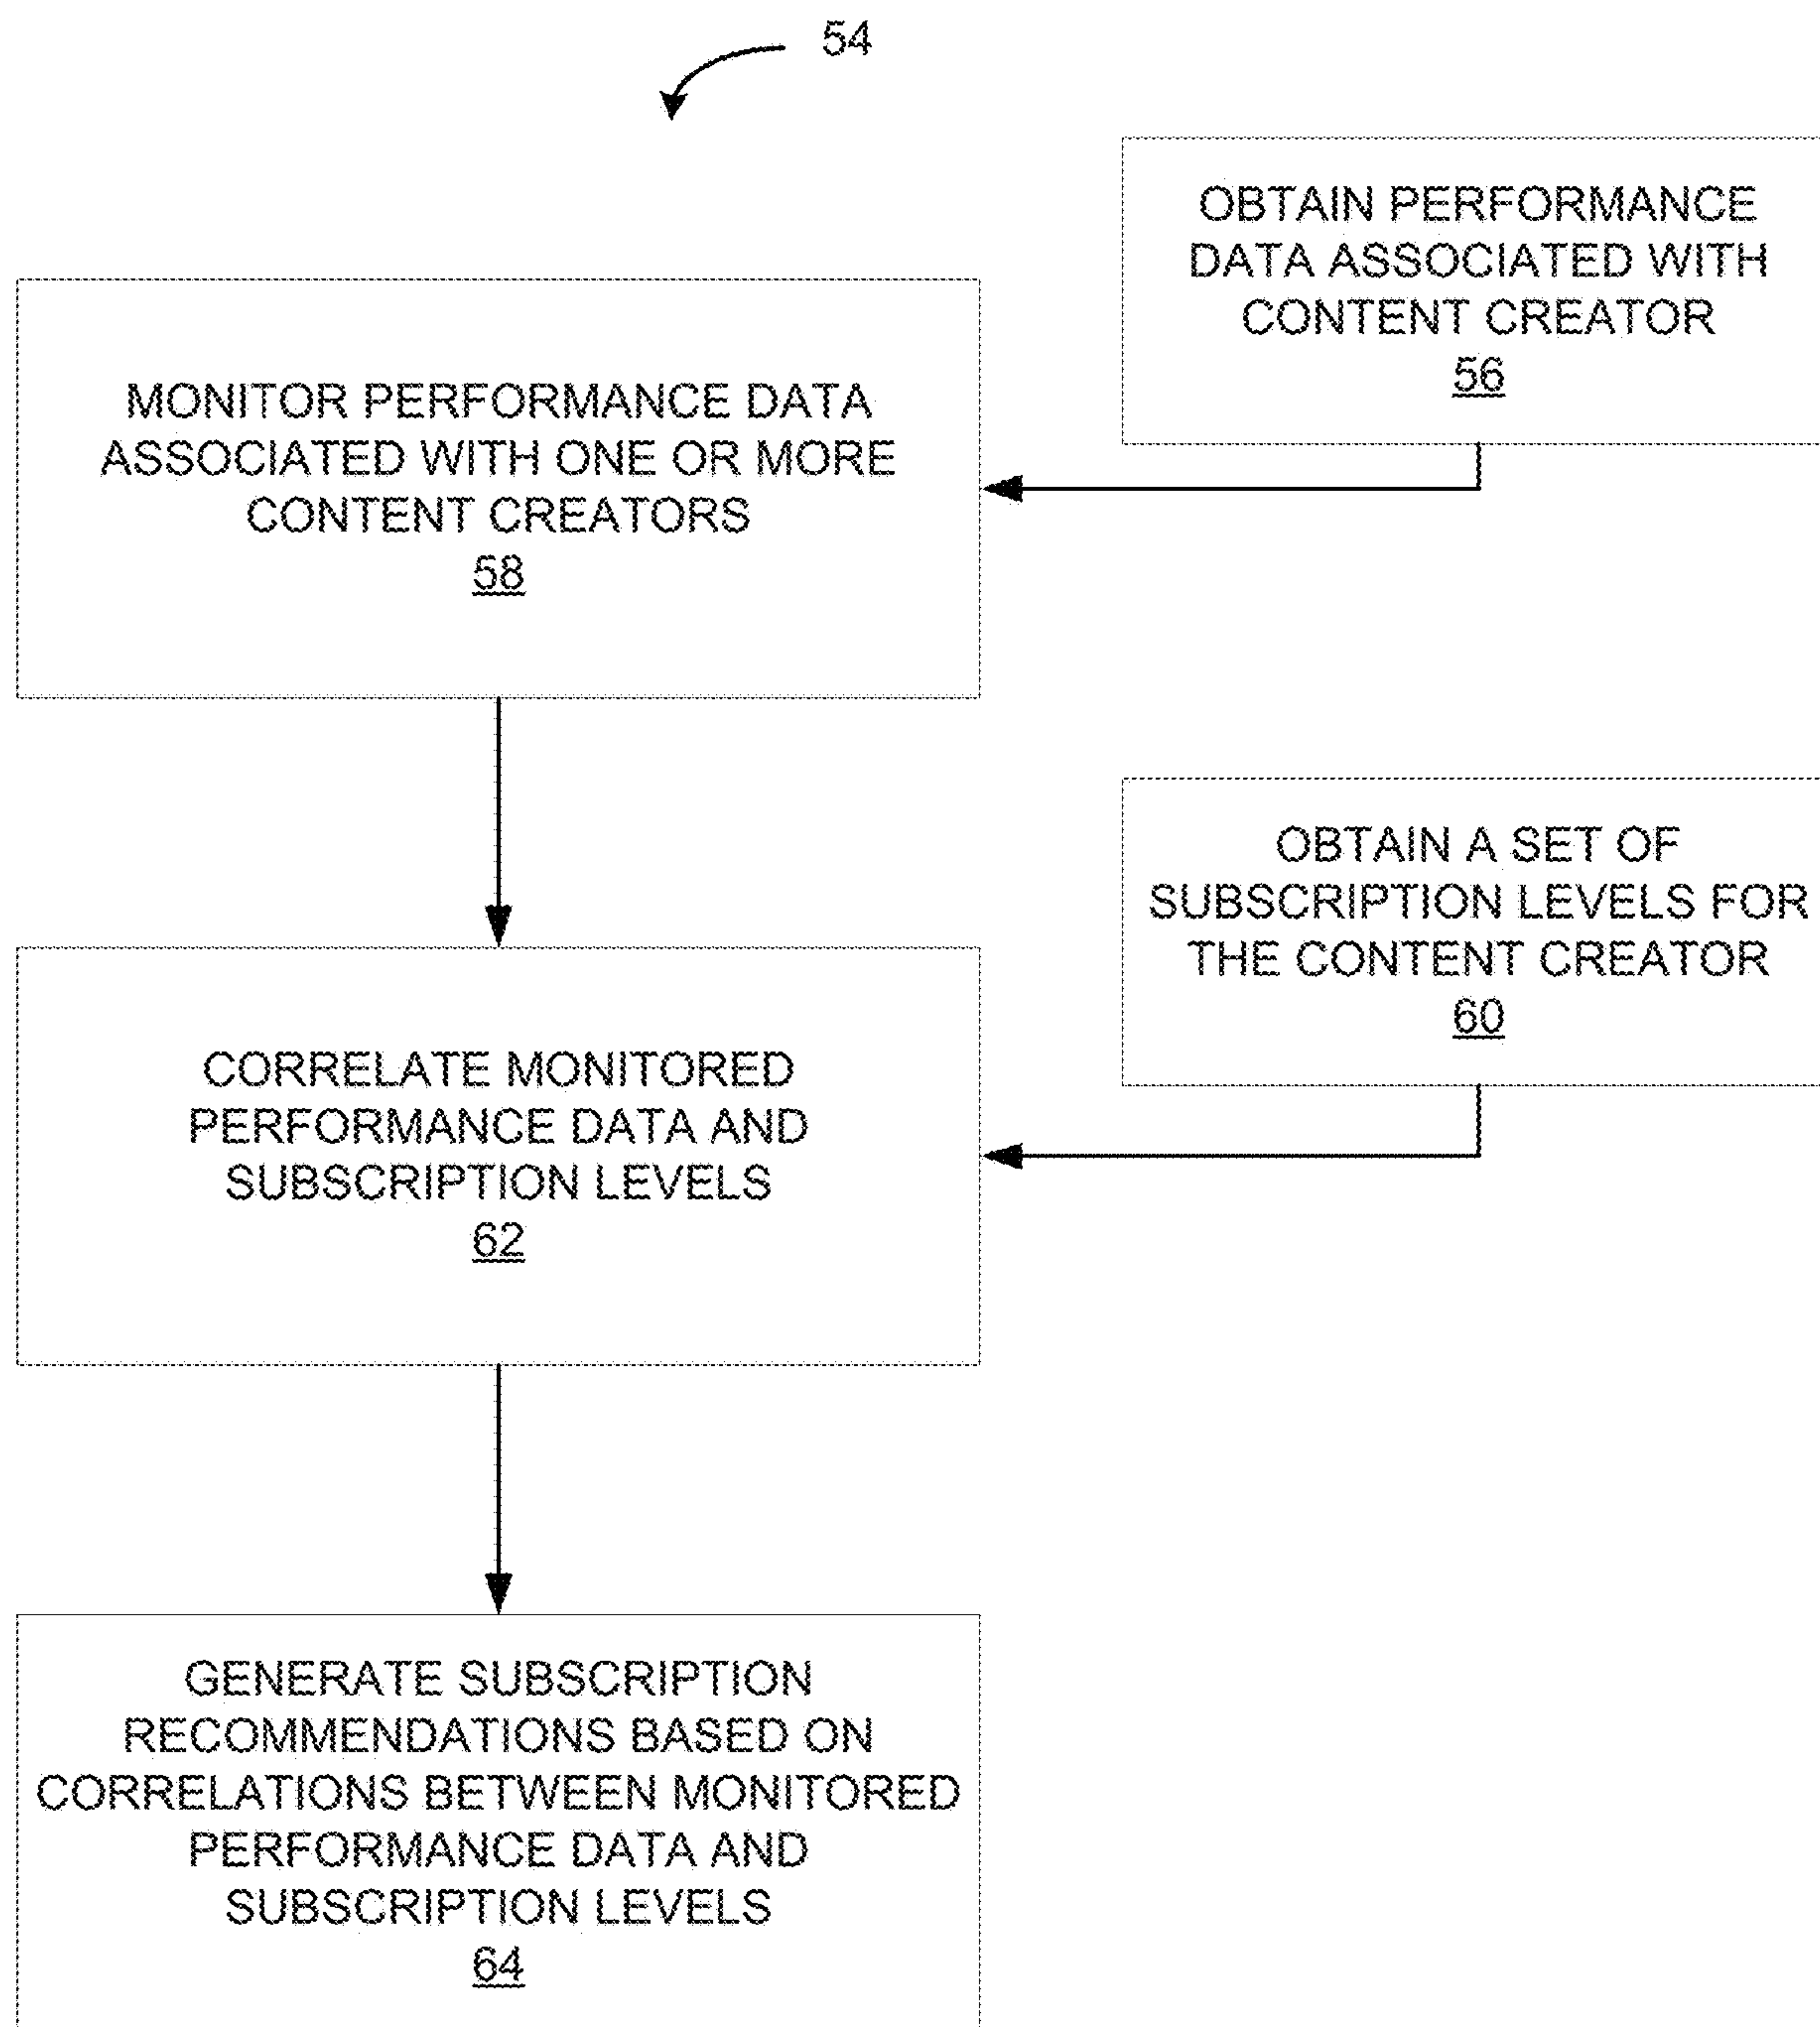 54
OBTAIN PERFORMANCE
DATA ASSOCIATED WITH
CONTENT CREATOR
56
MONITOR PERFORMANCE DATA
ASSOCIATED WITH ONE OR MORE
CONTENT CREATORS
58
OBTAIN A SET OF
SUBSCRIPTION LEVELS FOR
THE CONTENT CREATOR
60
CORRELATE MONITORED
PERFORMANCE DATA AND
SUBSCRIPTION LEVELS
62
GENERATE SUBSCRIPTION
RECOMMENDATIONS BASED ON
CORRELATIONS BETWEEN MONITORED
PERFORMANCE DATA AND
SUBSCRIPTION LEVELS
64